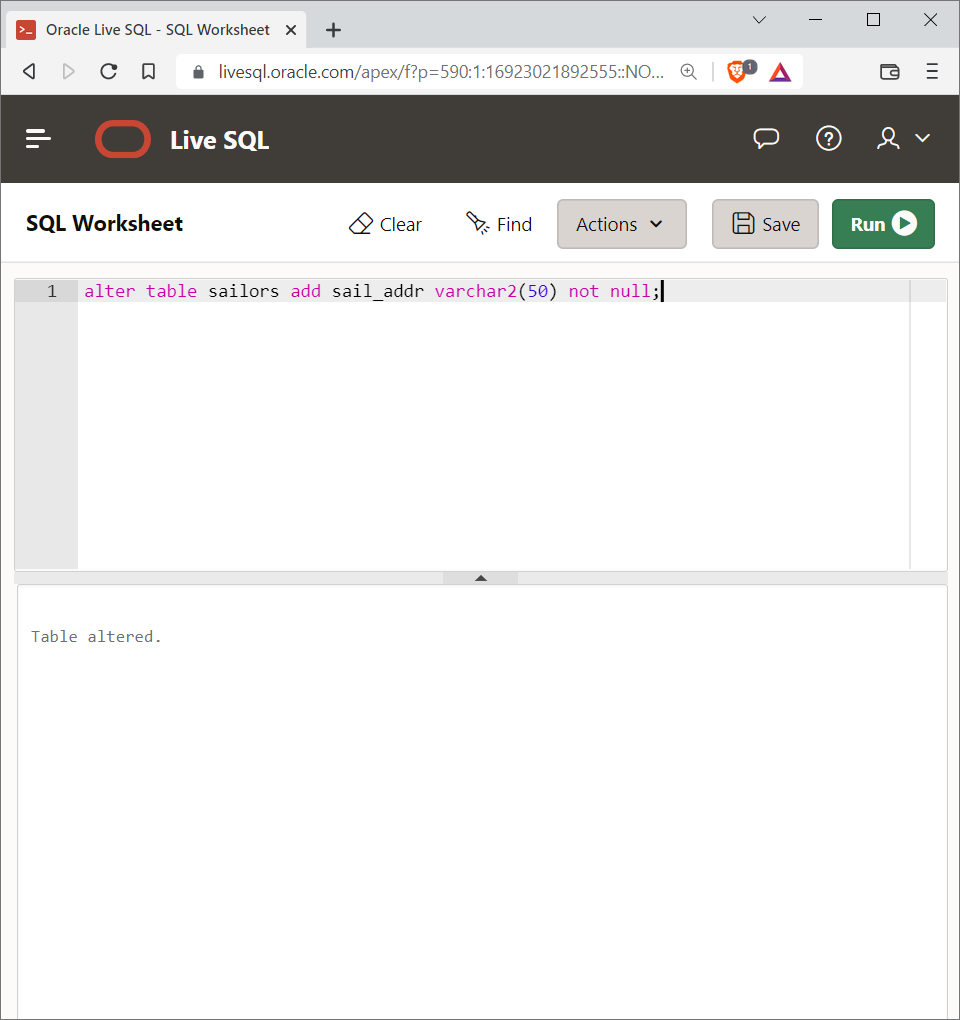 Oracle Live SQL - SQL Worksheet
livesql.oracle.com/apex/f?p=590:1:16923021892555::NO...
1
Live SQL
SQL Worksheet
Clear
Find
Actions
Save
Run
1 alter table sailors add sail_addr varchar2(50) not null;
Table altered.